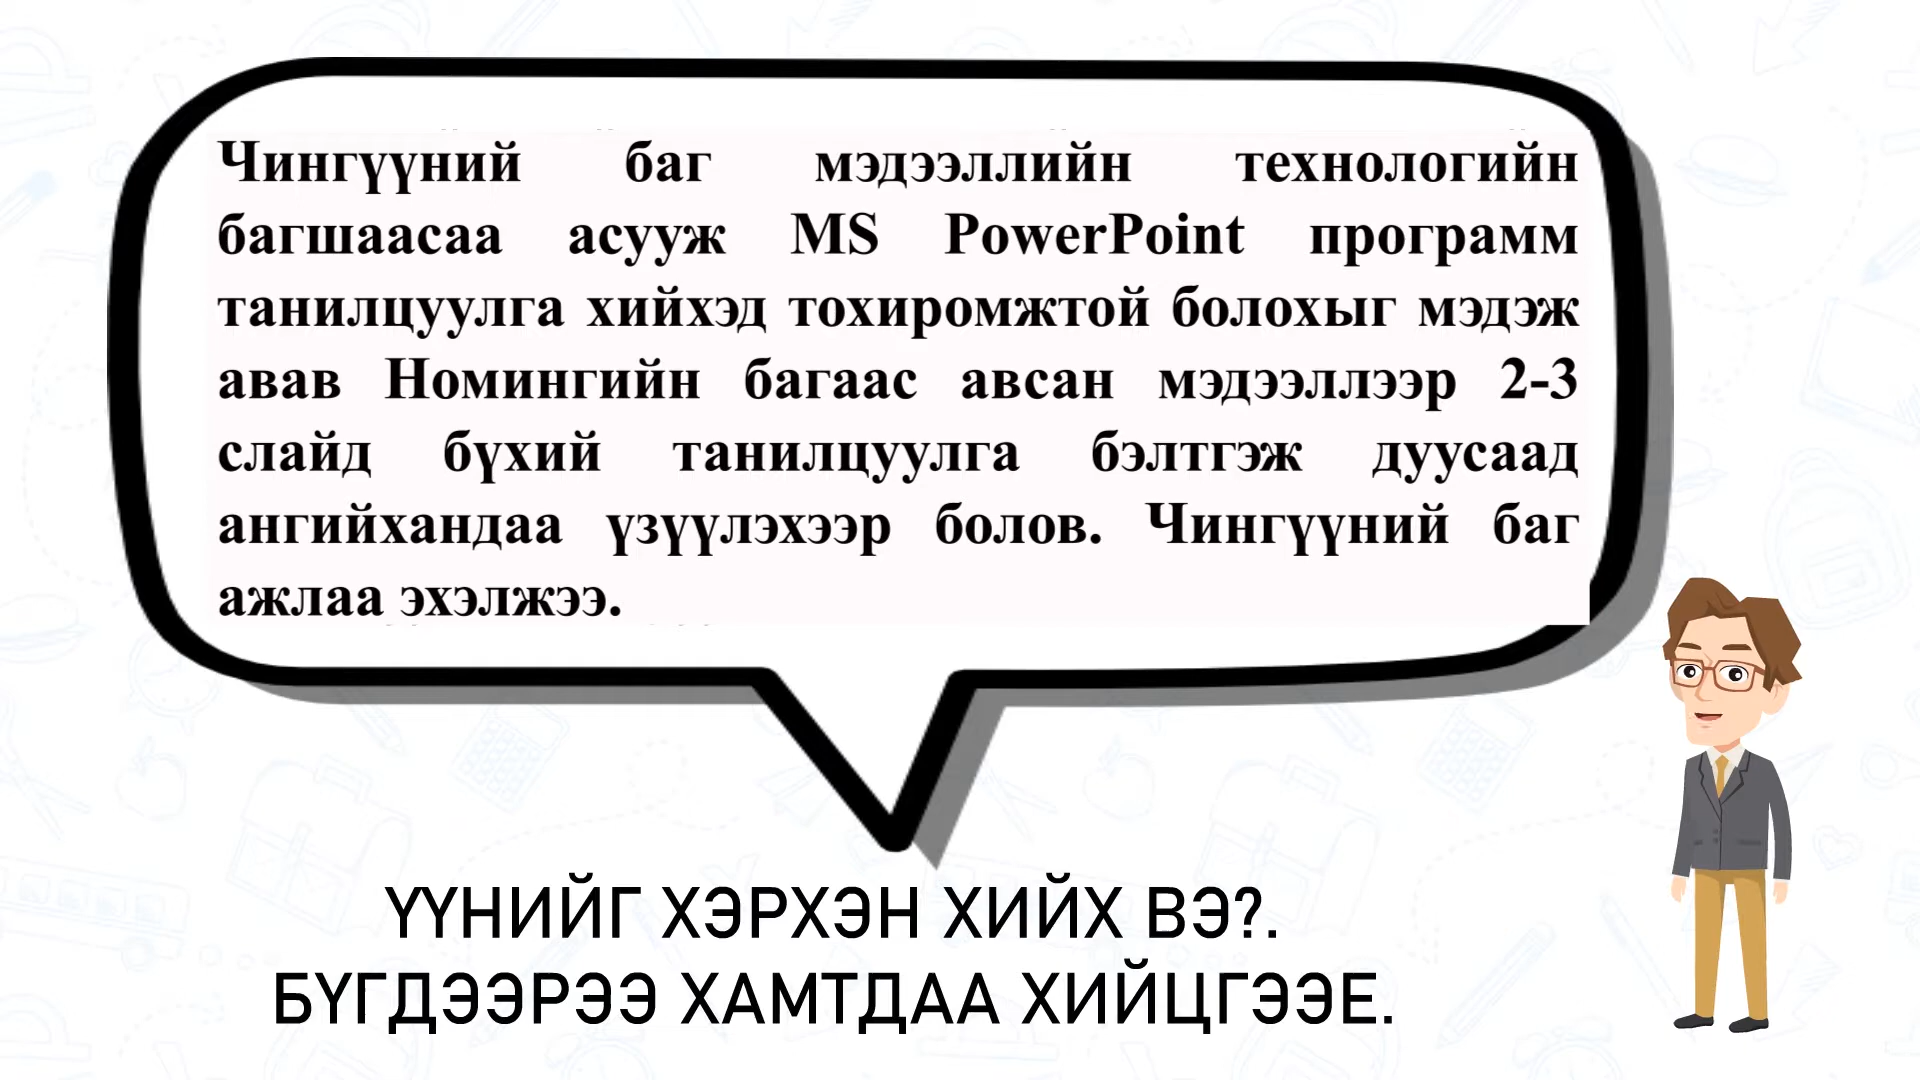 Чингүүний баг мэдээллийн технологийн
багшаасаа асууж MS PowerPoint программ
танилцуулга хийхэд тохиромжтой болохыг мэдэж
авав Номингийн багаас авсан мэдээллээр 2-3
слайд бүхий танилцуулга бэлтгэж дуусаад
ангийхандаа үзүүлэхээр болов. Чингүүний баг
ажлаа эхэлжээ.
ҮҮНИЙГ ХЭРХЭН ХИЙХ ВЭ?.
БҮГДЭЭРЭЭ ХАМТДАА ХИЙЦГЭЭЕ.